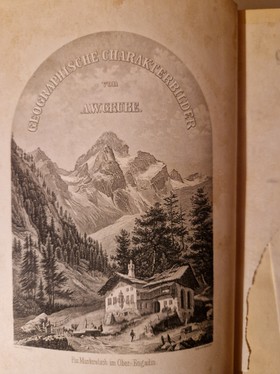 GEOGRAPHISCHE CHARAKTERBILDER
VON
A.W. GRUBE.
im Ober-Engadin.